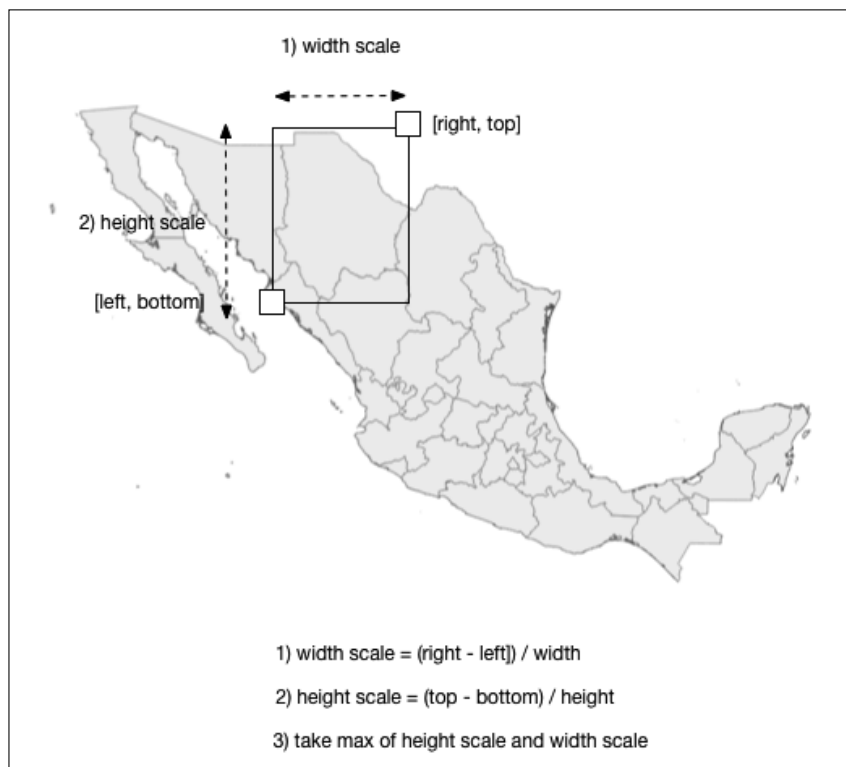 1) width scale
[right, top]
2) height scale
[left, bottom]
1) width scale = (right - left]) / width
2) height scale = (top - bottom) / height
3) take max of height scale and width scale